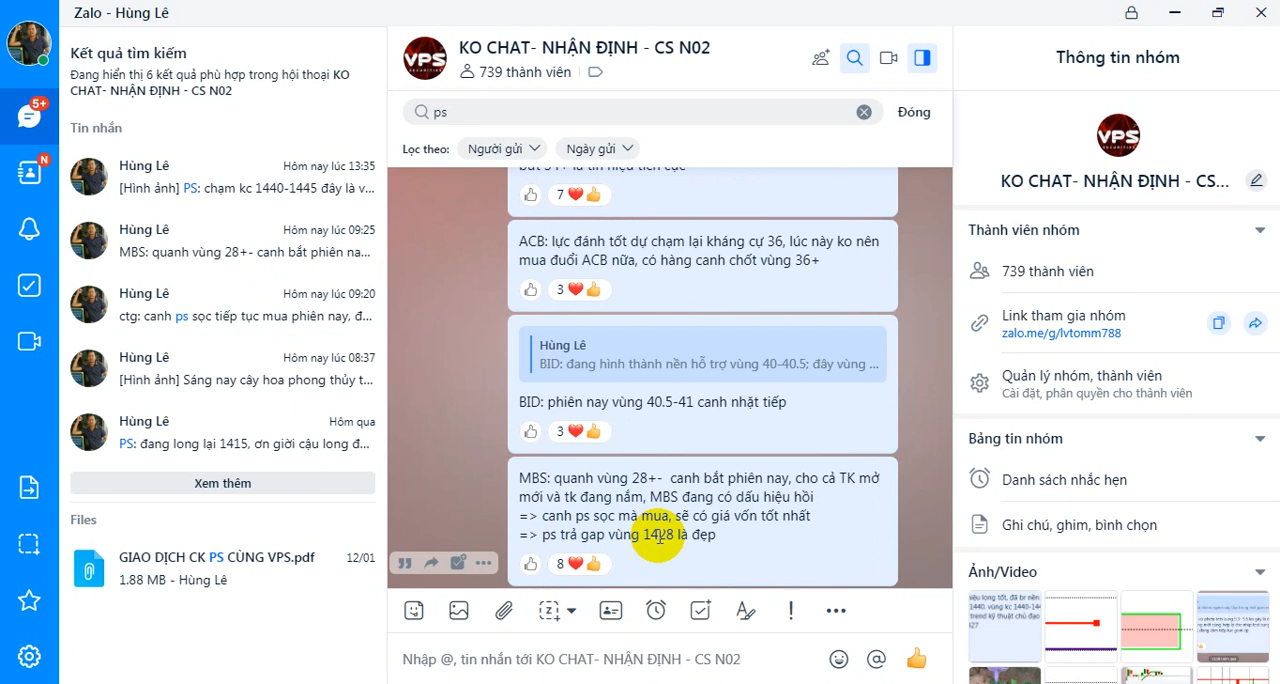 Zalo - Hùng Lê
5+
N
Kết quả tìm kiếm
Đang hiển thị 6 kết quả phù hợp trong hội thoại KO
CHAT- NHẬN ĐỊNH - CS N02
Tin nhắn
Hùng Lê
Hôm nay lúc 13:35
[Hình ảnh] PS: chạm kc 1440-1445 đây là v...
Hùng Lê
Hôm nay lúc 09:25
MBS: quanh vùng 28+- canh bắt phiên na...
Hùng Lê
Hôm nay lúc 09:20
ctg: canh ps sọc tiếp tục mua phiên nay, đ...
Hùng Lê
Hôm nay lúc 08:37
[Hình ảnh] Sáng nay cây hoa phong thủy t...
Hùng Lê
Hôm qua
PS: đang long lại 1415, ơn giời cậu long đ...
Xem thêm
Files
GIAO DỊCH CK PS CÙNG VPS.pdf
12/01
1.88 MB - Hùng Lê
VPS
KO CHAT- NHẬN ĐỊNH - CS N02
739 thành viên
ps
Đóng
Lọc theo:
Người gửi
Ngày gửi
7
ACB: lực đánh tốt dự chạm lại kháng cự 36, lúc này ko nên
mua đuổi ACB nữa, có hàng canh chốt vùng 36+
3
Hùng Lê
BID: đang hình thành nền hỗ trợ vùng 40-40.5; đây vùng ...
BID: phiên nay vùng 40.5-41 canh nhặt tiếp
3
MBS: quanh vùng 28+- canh bắt phiên nay, cho cả TK mở
mới và tk đang nắm, MBS đang có dấu hiệu hồi
=> canh ps sọc mà mua, sẽ có giá vốn tốt nhất
=> ps trả gap vùng 1428 là đẹp
8
Nhập @, tin nhắn tới KO CHAT- NHẬN ĐỊNH - CS N02
Thông tin nhóm
VPS
KO CHAT- NHẬN ĐỊNH - CS...
Thành viên nhóm
739 thành viên
Link tham gia nhóm
zalo.me/g/lvtomm788
Quản lý nhóm, thành viên
Cài đặt, phân quyền cho thành viên
Bảng tin nhóm
Danh sách nhắc hẹn
Ghi chú, ghim, bình chọn
Ảnh/Video